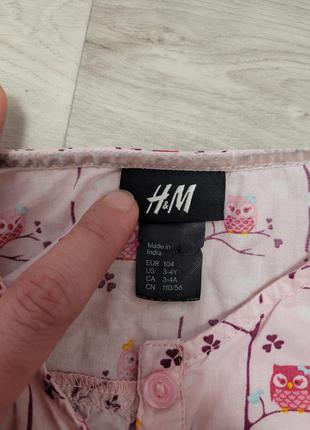 H&M
Made in
India
EUR 104
US 3-4Y
CA 3-4A
CN 110/56